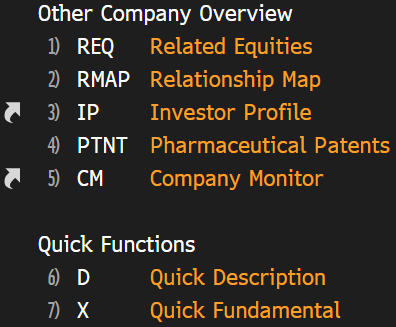 Other Company Overview
1) REQ Related Equities
2) RMAP Relationship Map
3) IP Investor Profile
4) PTNT Pharmaceutical Patents
5) CM Company Monitor
Quick Functions
6) D Quick Description
7) X Quick Fundamental